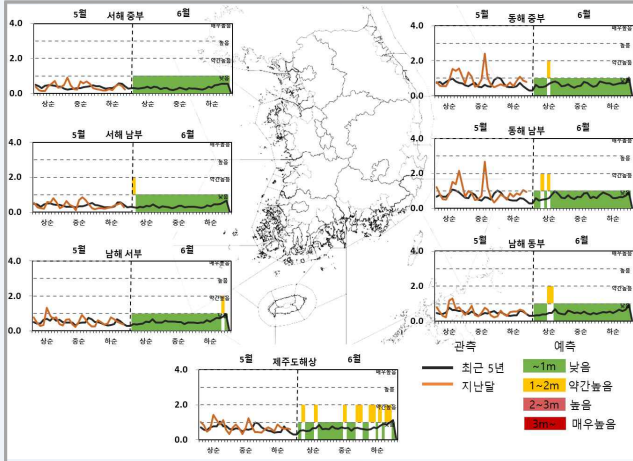 5월 서해 중부 6월
4.0
3.0
2.0
1.0
0.0
매우높음
높음
약간높음
낮음
상순 중순 하순 상순 중순 하순
5월 서해 남부 6월
4.0
2.0
0.0
매우높음
높음
약간높음
낮음
상순 중순 하순 상순 중순 하순
5월 남해 서부 6월
4.0
2.0
0.0
매우높음
높음
약간높음
상순 중순 하순 상순 중순 하순
5월 제주도해상 6월
4.0
2.0
0.0
매우높음
높음
약간높음
상순 중순 하순 상순 중순 하순
5월 동해 중부 6월
4.0
2.0
0.0
매우높음
높음
약간높음
상순 중순 하순 상순 중순 하순
5월 동해 남부 6월
4.0
2.0
0.0
매우높음
높음
약간높음
상순 중순 하순 상순 중순 하순
5월 남해 동부 6월
4.0
2.0
0.0
매우높음
높음
약간높음
상순 중순 하순 상순 중순 하순
관측 예측
최근 5년 ~1m 낮음
지난달 1~2m 약간높음
2~3m 높음
3m~ 매우높음